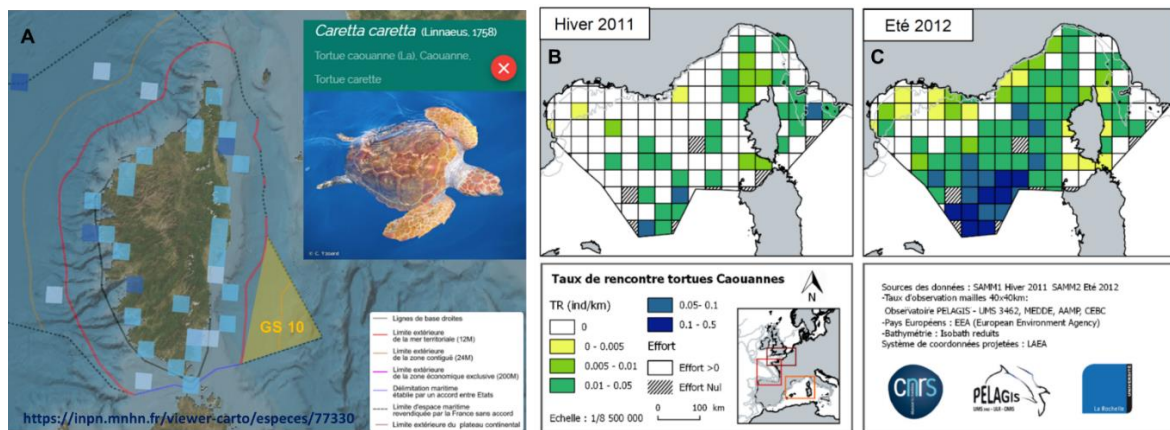 A
Caretta caretta (Linnaeus, 1758)
Tortue caouanne (La), Caouanne,
Tortue carette
GS 10
Lignes de base droites
Limite extérieure
de la mer territoriale (12M)
Limite extérieure
de la zone contiguë (24M)
Limite extérieure
de la zone économique exclusive (200M)
Délimitation maritime
établie par un accord entre Etats
Limite d'espace maritime
revendiquée par la France sans accord
Limite extérieure du plateau continental
https://inpn.mnhn.fr/viewer-carto/especes/77330
Hiver 2011
B
Eté 2012
C
Taux de rencontre tortues Caouannes
TR (ind/km)
0
0 - 0.005
0.005 - 0.01
0.01 - 0.05
0.05 - 0.1
0.1 - 0.5
Effort
Effort >0
Effort Nul
0 100 km
Echelle : 1/8 500 000
N
Sources des données : SAMM1 Hiver 2011 SAMM2 Eté 2012:
-Taux d'observation mailles 40x40km:
Observatoire PELAGIS - UMS 3462, MEDDE, AAMP, CEBC
-Pays Européens : EEA (European Environment Agency)
-Bathymétrie : Isobath reduits
Système de coordonnées projetées : LAEA
cnrs
PELAGIS
La Rochelle